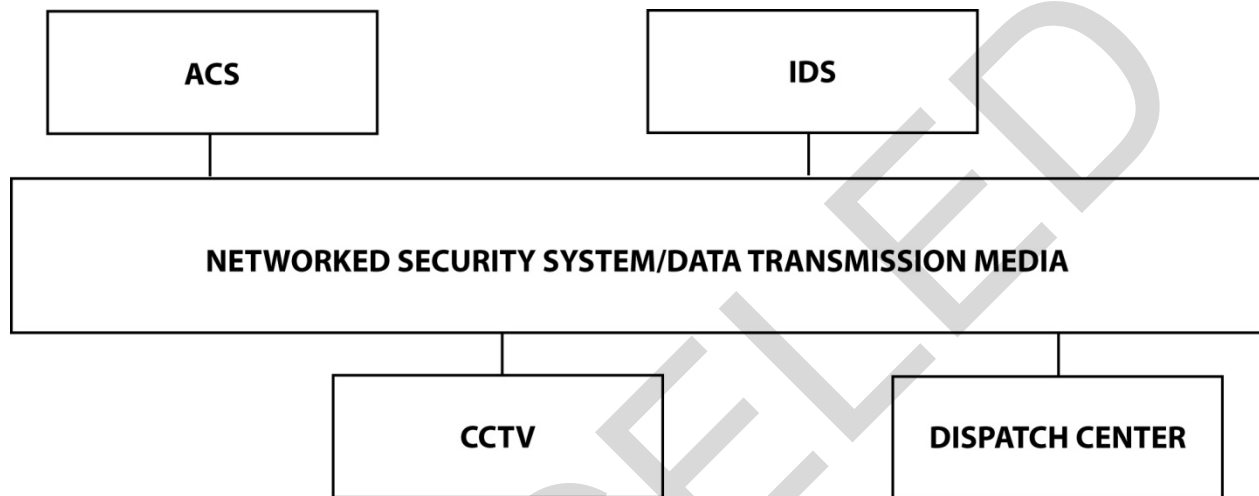 ACS
IDS
NETWORKED SECURITY SYSTEM/DATA TRANSMISSION MEDIA
CCTV
DISPATCH CENTER